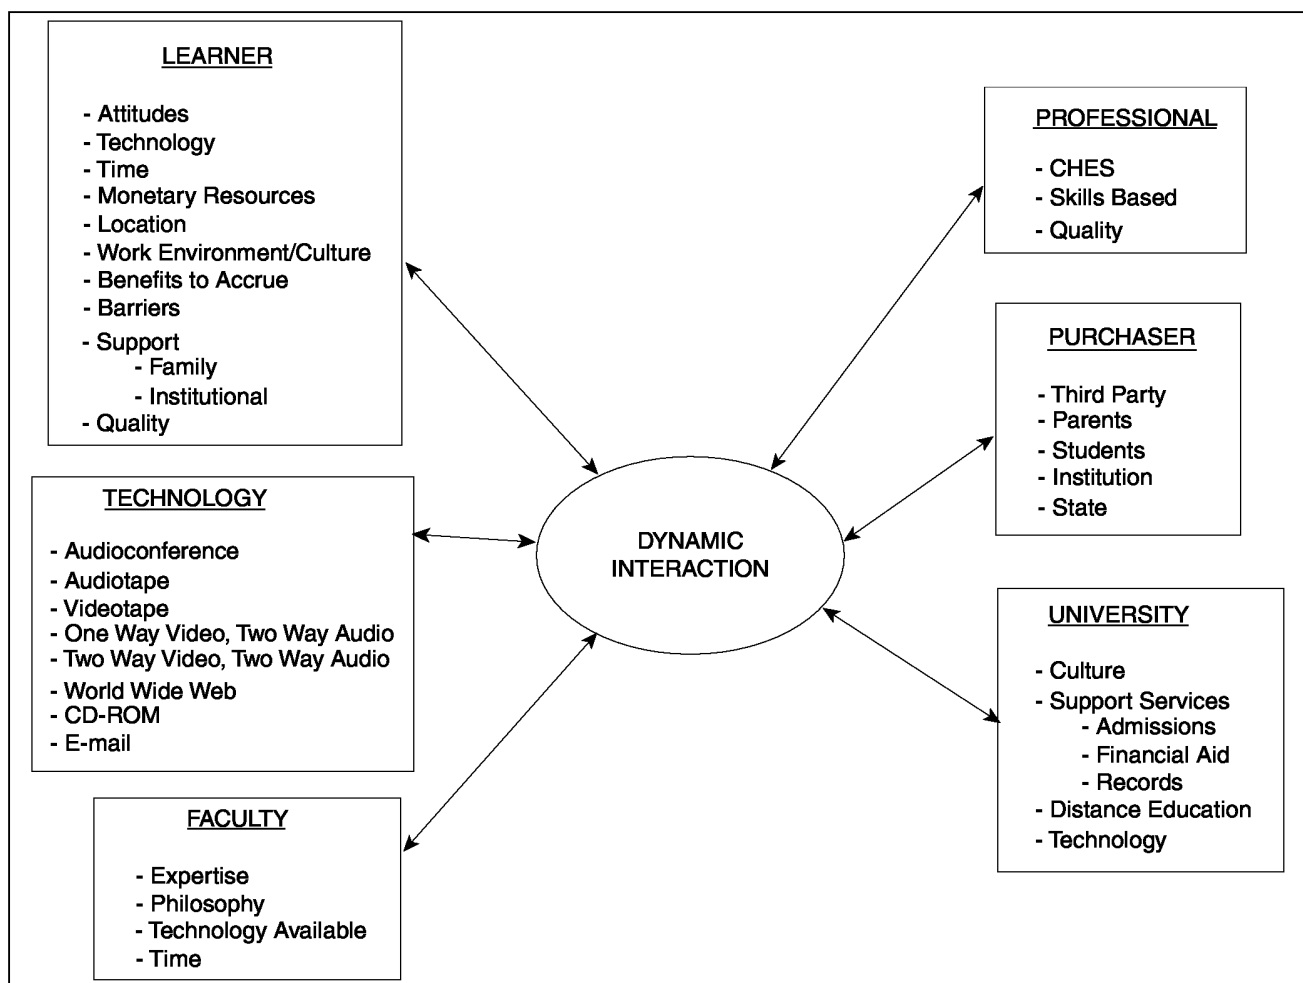 LEARNER
- Attitudes
- Technology
- Time
- Monetary Resources
- Location
- Work Environment/Culture
- Benefits to Accrue
- Barriers
- Support
- Family
- Institutional
- Quality
TECHNOLOGY
- Audioconference
- Audiotape
- Videotape
- One Way Video, Two Way Audio
- Two Way Video, Two Way Audio
- World Wide Web
- CD-ROM
- E-mail
FACULTY
- Expertise
- Philosophy
- Technology Available
- Time
DYNAMIC
INTERACTION
PROFESSIONAL
- CHES
- Skills Based
- Quality
PURCHASER
- Third Party
- Parents
- Students
- Institution
- State
UNIVERSITY
- Culture
- Support Services
- Admissions
- Financial Aid
- Records
- Distance Education
- Technology